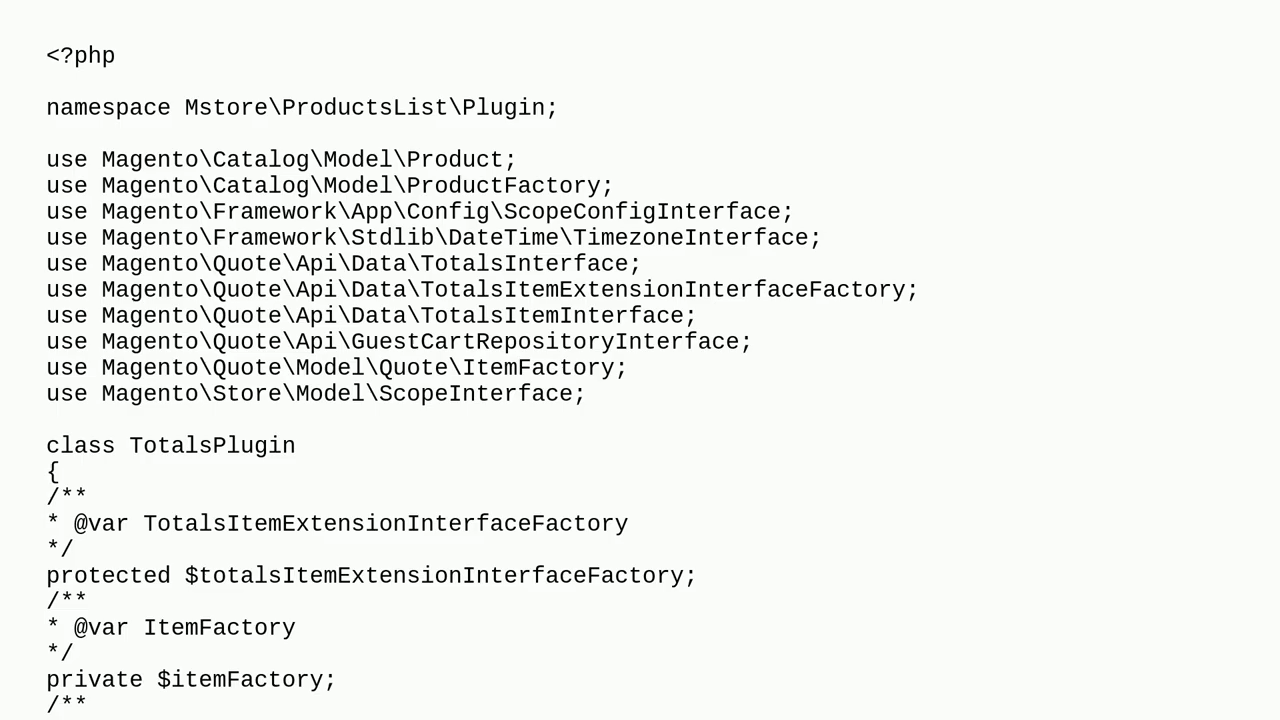 <?php
namespace Mstore\ProductsList\Plugin;
use Magento\Catalog\Model\Product;
use Magento\Catalog\Model\ProductFactory;
use Magento\Framework\App\Config\ScopeConfigInterface;
use Magento\Framework\Stdlib\DateTime\TimezoneInterface;
use Magento\Quote\Api\Data\TotalsInterface;
use Magento\Quote\Api\Data\TotalsItemExtensionInterfaceFactory;
use Magento\Quote\Api\Data\TotalsItemInterface;
use Magento\Quote\Api\GuestCartRepositoryInterface;
use Magento\Quote\Model\Quote\ItemFactory;
use Magento\Store\Model\ScopeInterface;
class TotalsPlugin
{
/**
* @var TotalsItemExtensionInterfaceFactory
*/
protected $totalsItemExtensionInterfaceFactory;
/**
* @var ItemFactory
*/
private $itemFactory;
/**